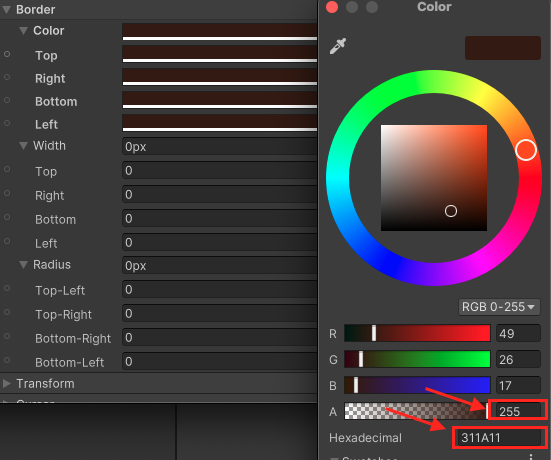 Border
Color
Top
Right
Bottom
Left
Width 0px
Top 0
Right 0
Bottom 0
Left 0
Radius 0px
Top-Left 0
Top-Right 0
Bottom-Right 0
Bottom-Left 0
Transform
Cursor
Color
RGB 0-255
R 49
G 26
B 17
A 255
Hexadecimal 311A11
Swatches